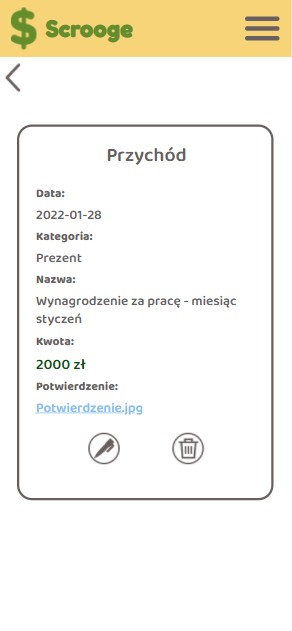 $ Scrooge
Przychód
Data:
2022-01-28
Kategoria:
Prezent
Nazwa:
Wynagrodzenie za pracę - miesiąc
styczeń
Kwota:
2000 zł
Potwierdzenie:
Potwierdzenie.jpg